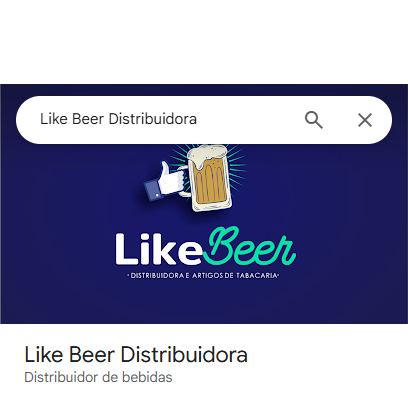 Like Beer Distribuidora
LikeBeer
• DISTRIBUIDORA E ARTIGOS DE TABACARIA •
Like Beer Distribuidora
Distribuidor de bebidas